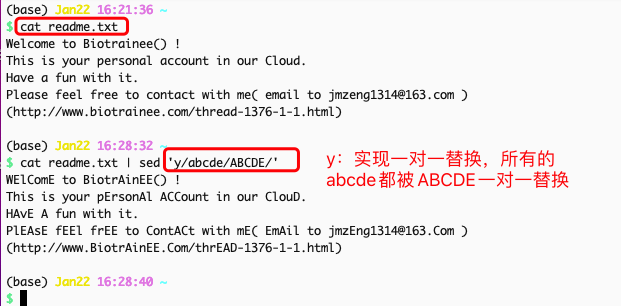 (base) Jan22 16:21:36 ~
$ cat readme.txt
Welcome to Biotrainee() !
This is your personal account in our Cloud.
Have a fun with it.
Please feel free to contact with me( email to jmzeng1314@163.com )
(http://www.biotrainee.com/thread-1376-1-1.html)
(base) Jan22 16:28:32 ~
$ cat readme.txt | sed 'y/abcde/ABCDE/'
WElComE to BiotrAinEE() !
This is your pErsonAl ACCount in our ClouD.
HAvE A fun with it.
PlEAsE fEEl frEE to ContACt with mE( EmAil to jmzEng1314@163.Com )
(http://www.BiotrAinEE.Com/thrEAD-1376-1-1.html)
y：实现一对一替换，所有的
abcde都被ABCDE一对一替换
(base) Jan22 16:28:40 ~
$